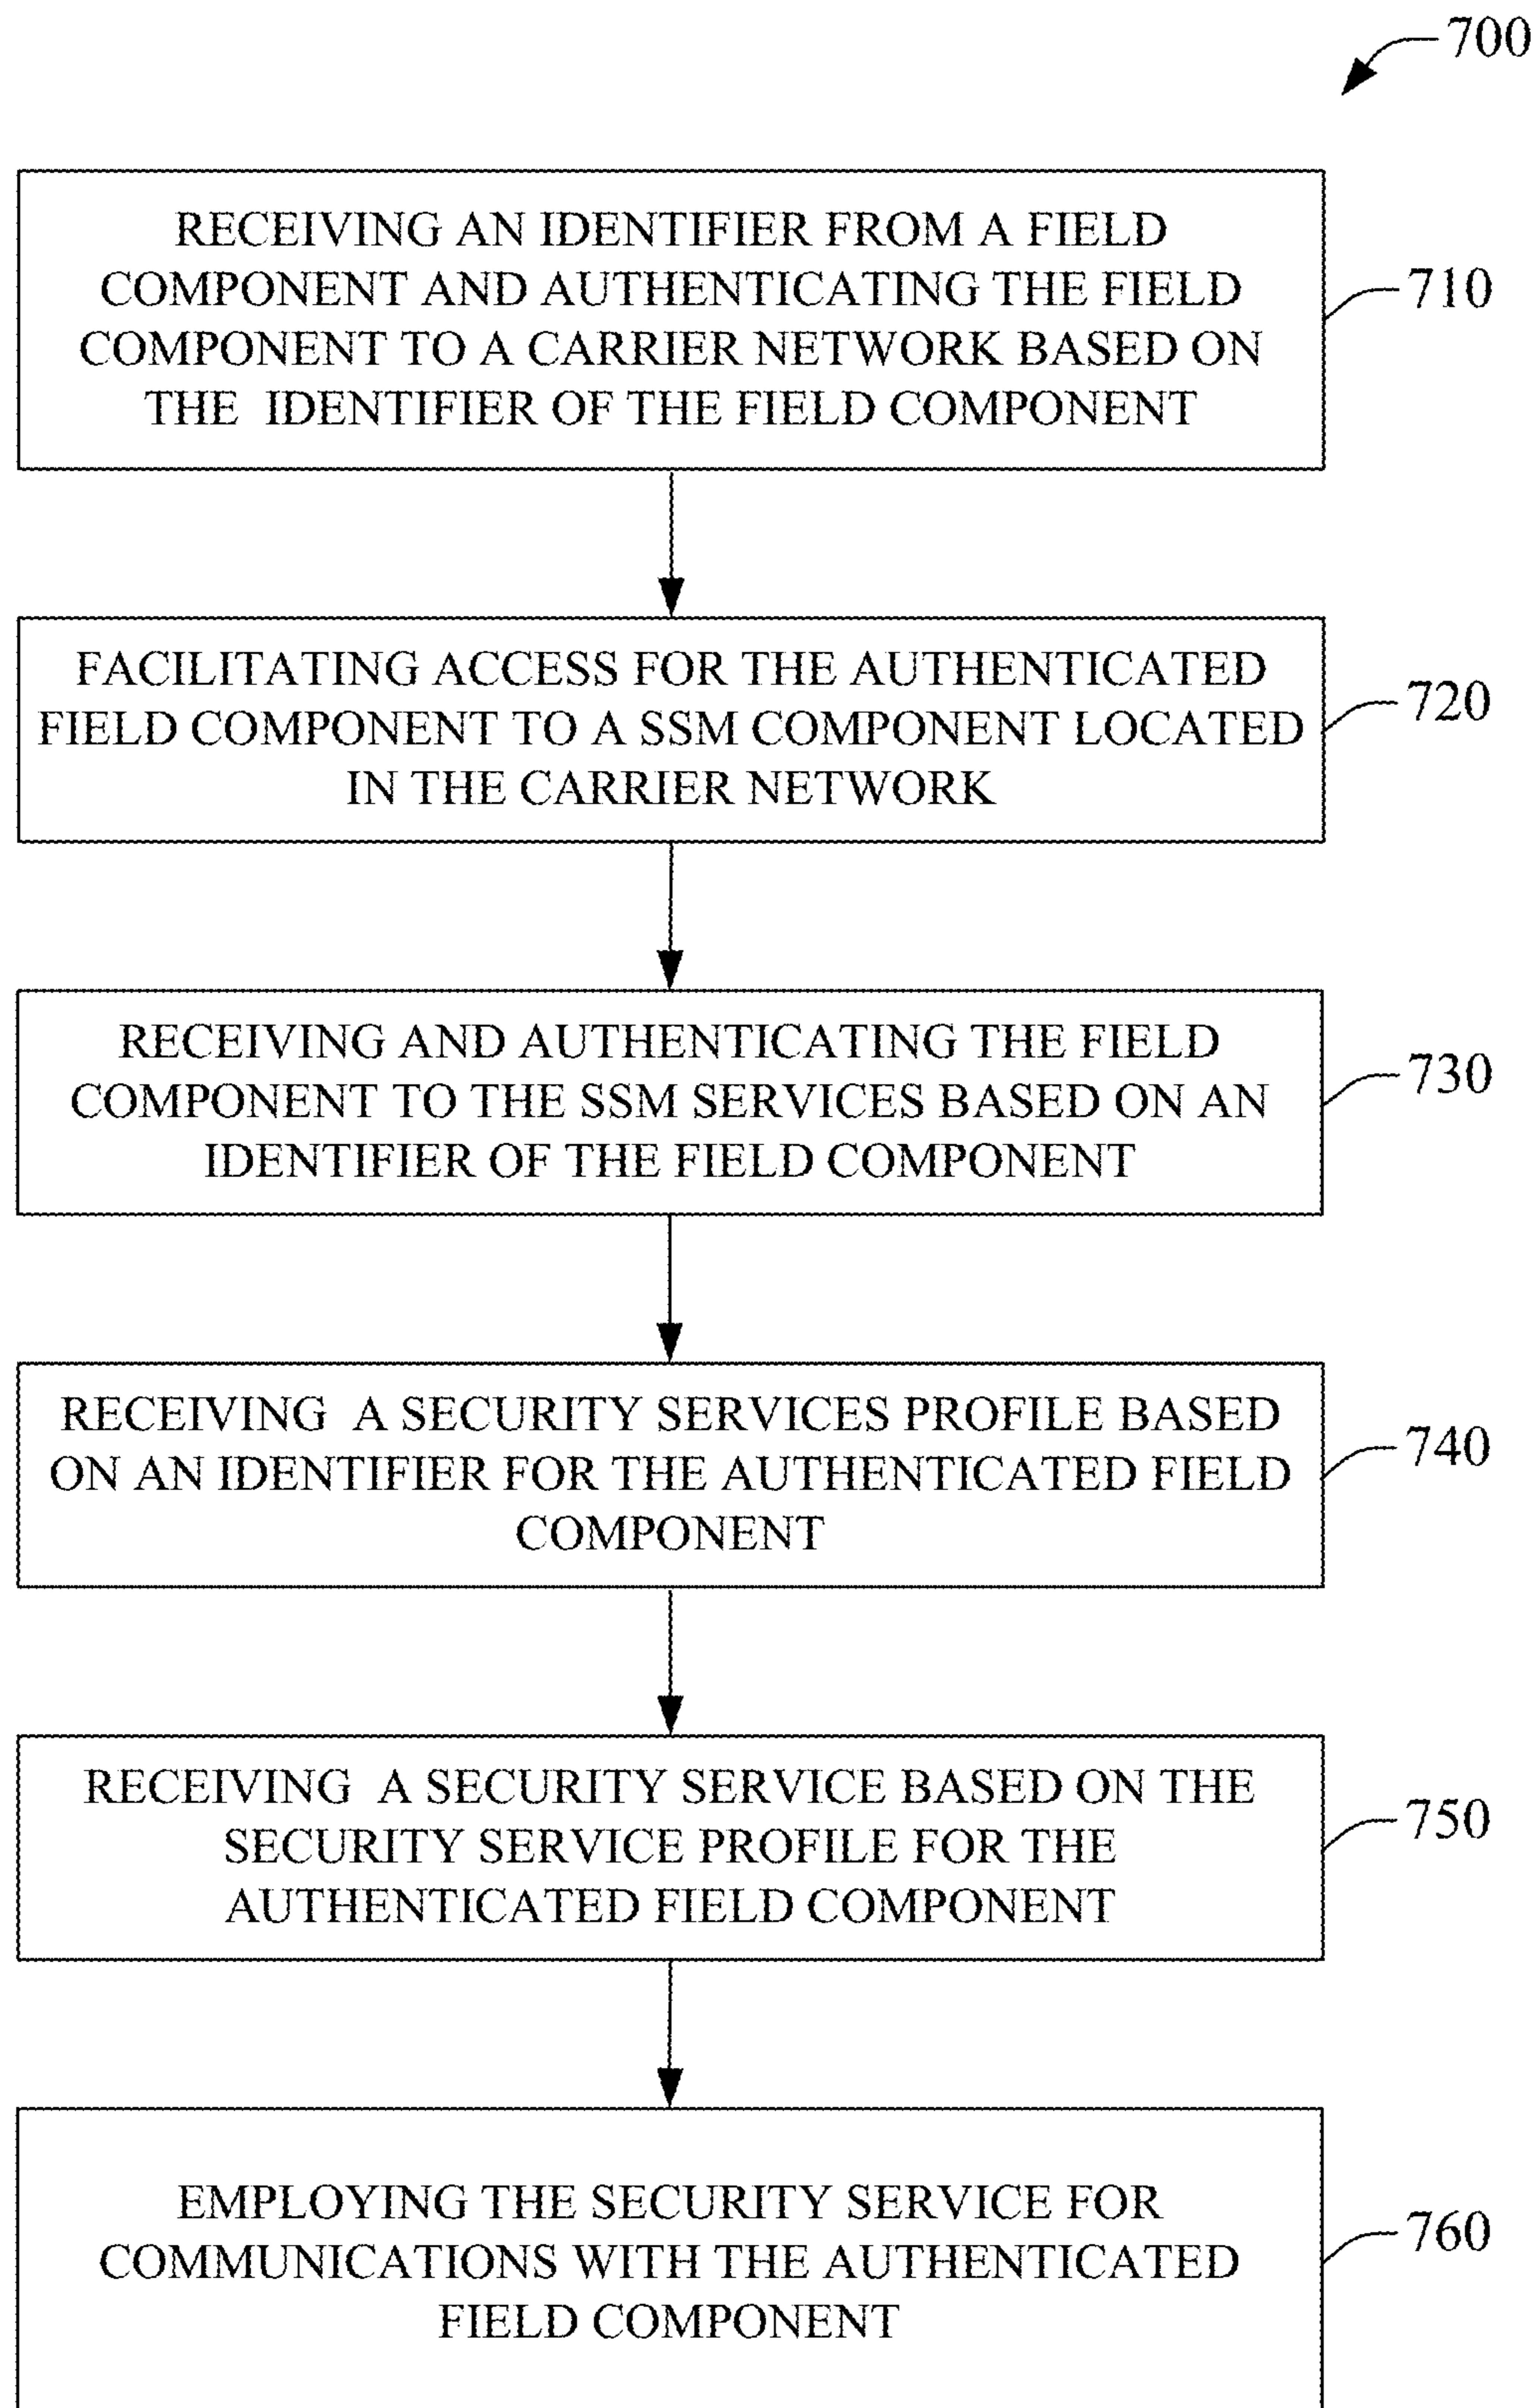 700
RECEIVING AN IDENTIFIER FROM A FIELD
COMPONENT AND AUTHENTICATING THE FIELD
COMPONENT TO A CARRIER NETWORK BASED ON
THE IDENTIFIER OF THE FIELD COMPONENT
710
FACILITATING ACCESS FOR THE AUTHENTICATED
FIELD COMPONENT TO A SSM COMPONENT LOCATED
IN THE CARRIER NETWORK
720
RECEIVING AND AUTHENTICATING THE FIELD
COMPONENT TO THE SSM SERVICES BASED ON AN
IDENTIFIER OF THE FIELD COMPONENT
730
RECEIVING A SECURITY SERVICES PROFILE BASED
ON AN IDENTIFIER FOR THE AUTHENTICATED FIELD
COMPONENT
740
RECEIVING A SECURITY SERVICE BASED ON THE
SECURITY SERVICE PROFILE FOR THE
AUTHENTICATED FIELD COMPONENT
750
EMPLOYING THE SECURITY SERVICE FOR
COMMUNICATIONS WITH THE AUTHENTICATED
FIELD COMPONENT
760